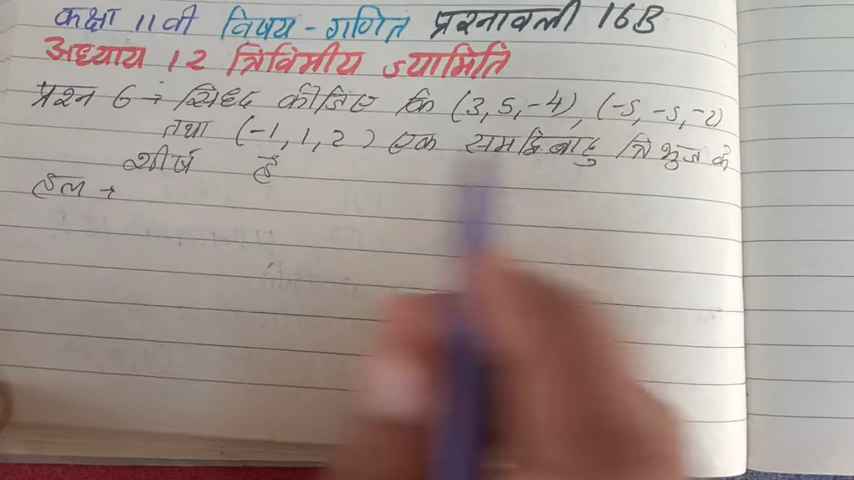 कक्षा 11वी विषय - गणित प्रश्नावली 16B
अध्याय 12 त्रिविमीय ज्यामिति
प्रश्न 6 → सिध्द कीजिए कि (3,5,-4), (-5,-5,-2)
तथा (-1,1,2) एक समद्विबाहु त्रिभुज के
शीर्ष हैं
हल →